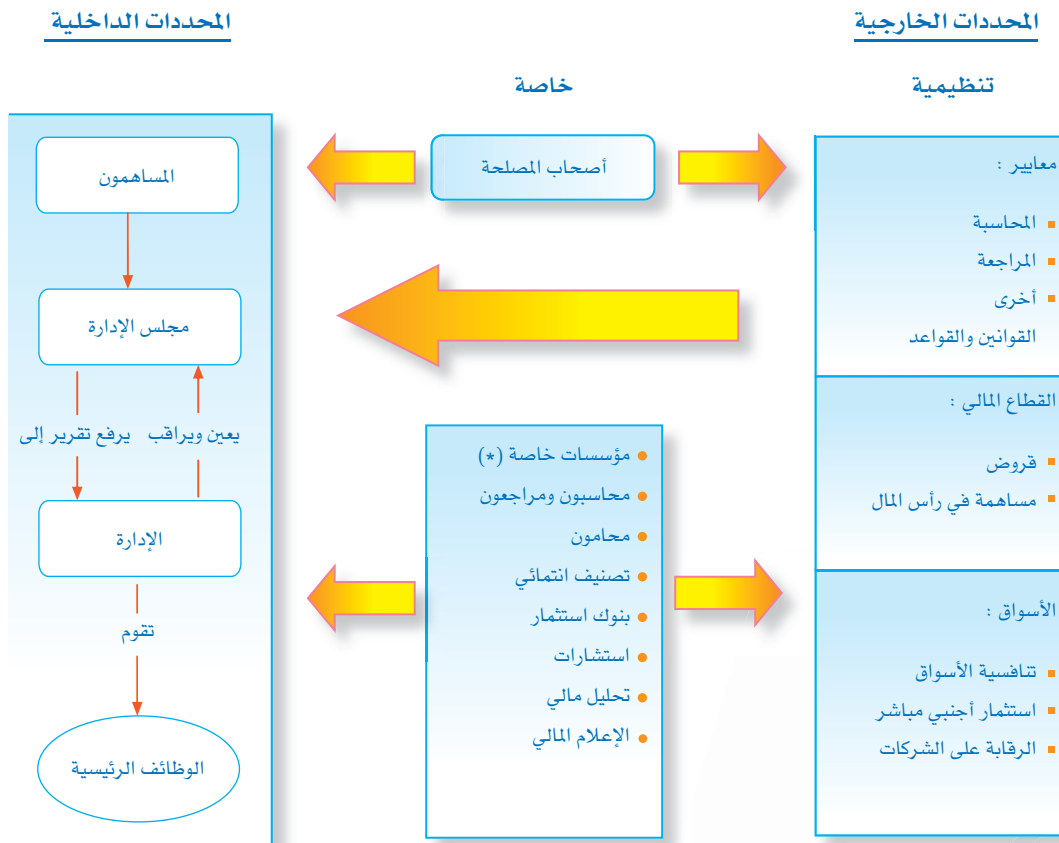 المحددات الخارجية
المحددات الداخلية
تنظيمية
خاصة
معايير :
المحاسبة
المراجعة
أخرى
القوانين والقواعد
القطاع المالي :
قروض
مساهمة في رأس المال
الأسواق :
تنافسية الأسواق
استثمار أجنبي مباشر
الرقابة على الشركات
أصحاب المصلحة
مؤسسات خاصة (*)
محاسبون ومراجعون
محامون
تصنيف انتمائي
بنوك استثمار
استشارات
تحليل مالي
الإعلام المالي
المساهمون
مجلس الإدارة
يعين ويراقب
يرفع تقرير إلى
الإدارة
تقوم
الوظائف الرئيسية